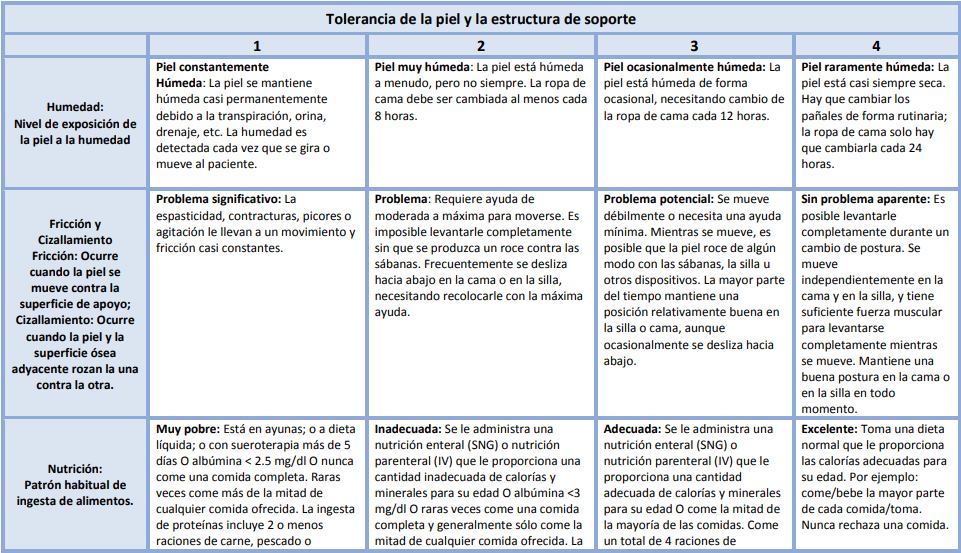 Tolerancia de la piel y la estructura de soporte
1
2
3
4
Humedad:
Nivel de exposición de
la piel a la humedad
Piel constantemente
Húmeda: La piel se mantiene
húmeda casi permanentemente
debido a la transpiración, orina,
drenaje, etc. La humedad es
detectada cada vez que se gira o
mueve al paciente.
Piel muy húmeda: La piel está húmeda
a menudo, pero no siempre. La ropa de
cama debe ser cambiada al menos cada
8 horas.
Piel ocasionalmente húmeda: La
piel está húmeda de forma
ocasional, necesitando cambio de
la ropa de cama cada 12 horas.
Piel raramente húmeda: La
piel está casi siempre seca.
Hay que cambiar los
pañales de forma rutinaria;
la ropa de cama solo hay
que cambiarla cada 24
horas.
Fricción y
Cizallamiento
Fricción: Ocurre
cuando la piel se
mueve contra la
superficie de apoyo;
Cizallamiento: Ocurre
cuando la piel y la
superficie ósea
adyacente rozan la una
contra la otra.
Problema significativo: La
espasticidad, contracturas, picores o
agitación le llevan a un movimiento y
fricción casi constantes.
Problema: Requiere ayuda de
moderada a máxima para moverse. Es
imposible levantarle completamente
sin que se produzca un roce contra las
sábanas. Frecuentemente se desliza
hacia abajo en la cama o en la silla,
necesitando recolocarle con la máxima
ayuda.
Problema potencial: Se mueve
débilmente o necesita una ayuda
mínima. Mientras se mueve, es
posible que la piel roce de algún
modo con las sábanas, la silla u
otros dispositivos. La mayor parte
del tiempo mantiene una
posición relativamente buena en
la silla o cama, aunque
ocasionalmente se desliza hacia
abajo.
Sin problema aparente: Es
posible levantarle
completamente durante un
cambio de postura. Se
mueve
independientemente en la
cama y en la silla, y tiene
suficiente fuerza muscular
para levantarse
completamente mientras
se mueve. Mantiene una
buena postura en la cama o
en la silla en todo
momento.
Nutrición:
Patrón habitual de
ingesta de alimentos.
Muy pobre: Está en ayunas; o a dieta
líquida; o con sueroterapia más de 5
días O albúmina < 2.5 mg/dl O nunca
come una comida completa. Raras
veces come más de la mitad de
cualquier comida ofrecida. La ingesta
de proteínas incluye 2 o menos
raciones de carne, pescado o
Inadecuada: Se le administra una
nutrición enteral (SNG) o nutrición
parenteral (IV) que le proporciona una
cantidad inadecuada de calorías y
minerales para su edad O albúmina <3
mg/dl O raras veces come una comida
completa y generalmente sólo come la
mitad de cualquier comida ofrecida. La
Adecuada: Se le administra una
nutrición enteral (SNG) o
nutrición parenteral (IV) que le
proporciona una cantidad
adecuada de calorías y minerales
para su edad O come la mitad de
la mayoría de las comidas. Come
un total de 4 raciones de
Excelente: Toma una dieta
normal que le proporciona
las calorías adecuadas para
su edad. Por ejemplo:
come/bebe la mayor parte
de cada comida/toma.
Nunca rechaza una comida.